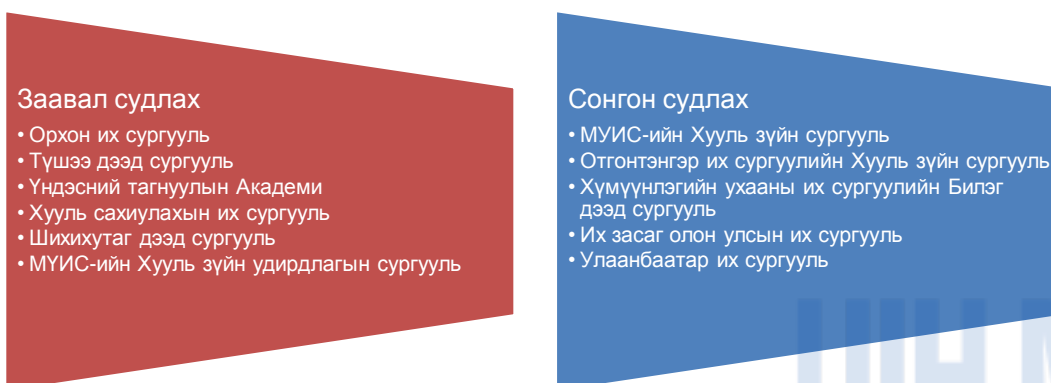 Заавал судлах
• Орхон их сургууль
• Түшээ дээд сургууль
• Үндэсний тагнуулын Академи
• Хууль сахиулахын их сургууль
• Шихихутаг дээд сургууль
• МҮИС-ийн Хууль зүйн удирдлагын сургууль
Сонгон судлах
• МУИС-ийн Хууль зүйн сургууль
• Отгонтэнгэр их сургуулийн Хууль зүйн сургууль
• Хүмүүнлэгийн ухааны их сургуулийн Билэг
дээд сургууль
• Их засаг олон улсын их сургууль
• Улаанбаатар их сургууль